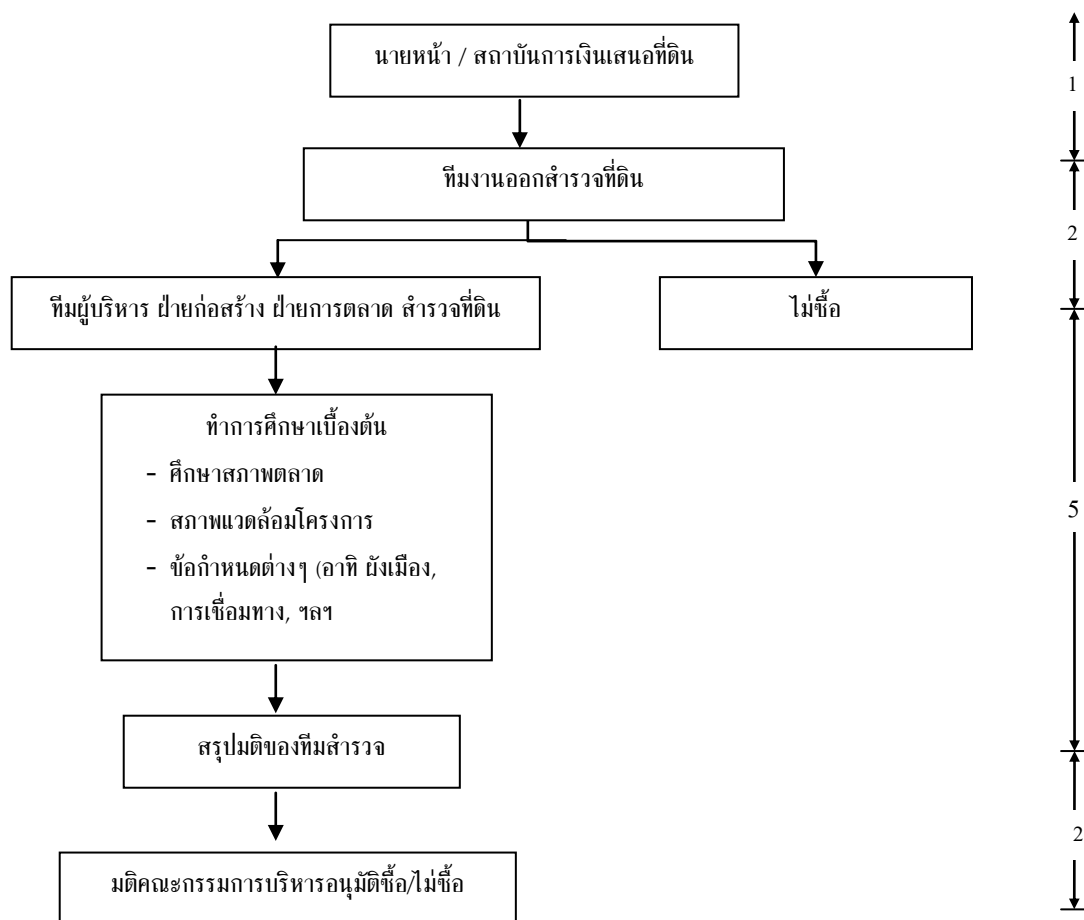 นายหน้า / สถาบันการเงินเสนอที่ดิน
1
ทีมงานออกสำรวจที่ดิน
2
ทีมผู้บริหาร ฝ่ายก่อสร้าง ฝ่ายการตลาด สำรวจที่ดิน
ไม่ซื้อ
ทำการศึกษาเบื้องต้น
- ศึกษาสภาพตลาด
- สภาพแวดล้อมโครงการ
- ข้อกำหนดต่างๆ (อาทิ ผังเมือง,
การเชื่อมทาง, ฯลฯ
5
สรุปมติของทีมสำรวจ
2
มติคณะกรรมการบริหารอนุมัติซื้อ/ไม่ซื้อ